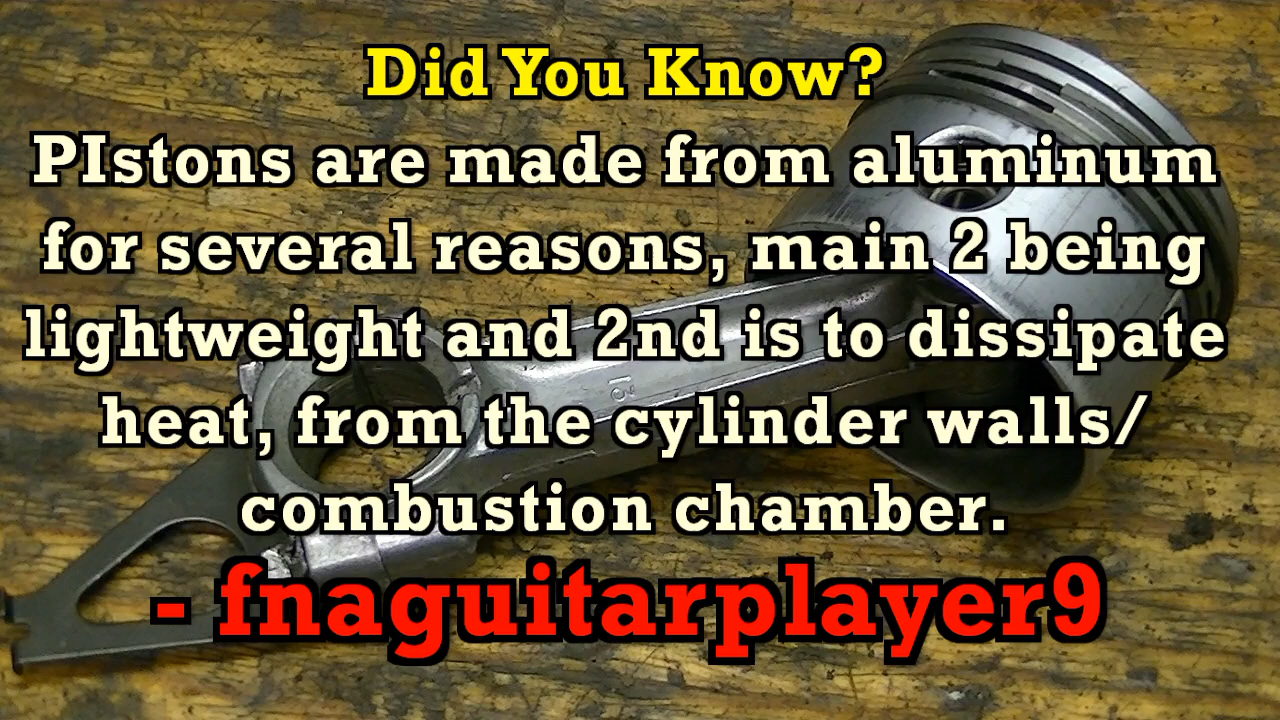 Did You Know?
PIstons are made from aluminum
for several reasons, main 2 being
lightweight and 2nd is to dissipate
heat, from the cylinder walls/
combustion chamber.
- fnaguitarplayer9
13